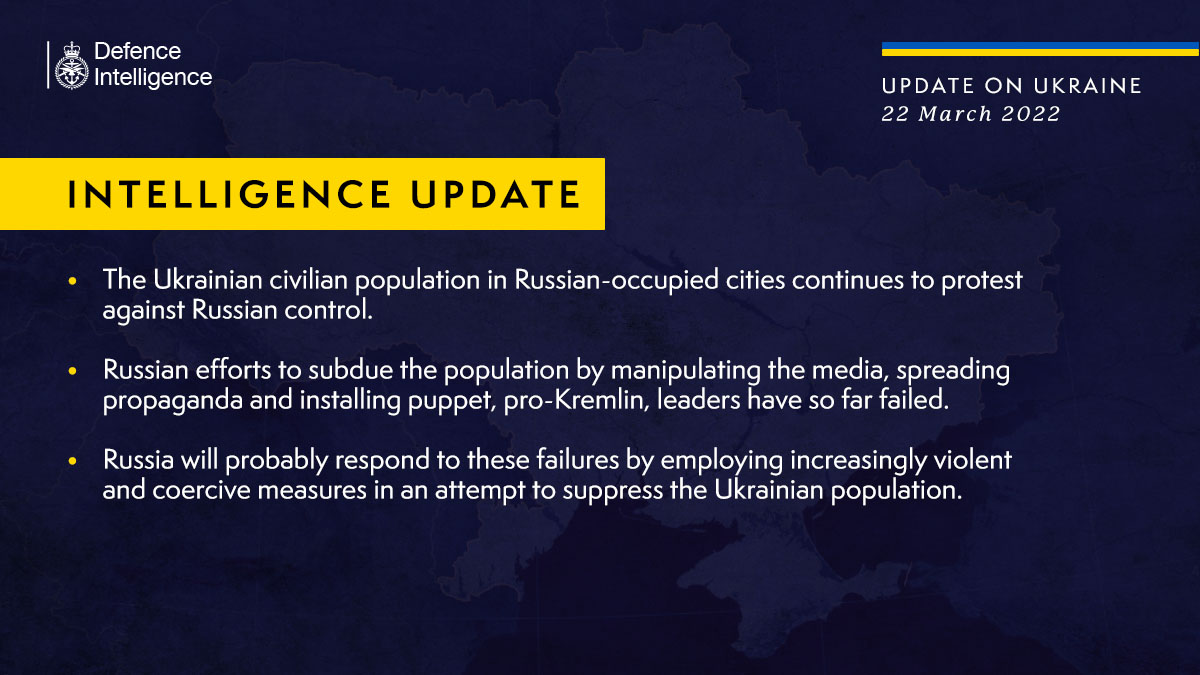 Defence
Intelligence
UPDATE ON UKRAINE
22 March 2022
INTELLIGENCE UPDATE
• The Ukrainian civilian population in Russian-occupied cities continues to protest
against Russian control.
• Russian efforts to subdue the population by manipulating the media, spreading
propaganda and installing puppet, pro-Kremlin, leaders have so far failed.
• Russia will probably respond to these failures by employing increasingly violent
and coercive measures in an attempt to suppress the Ukrainian population.